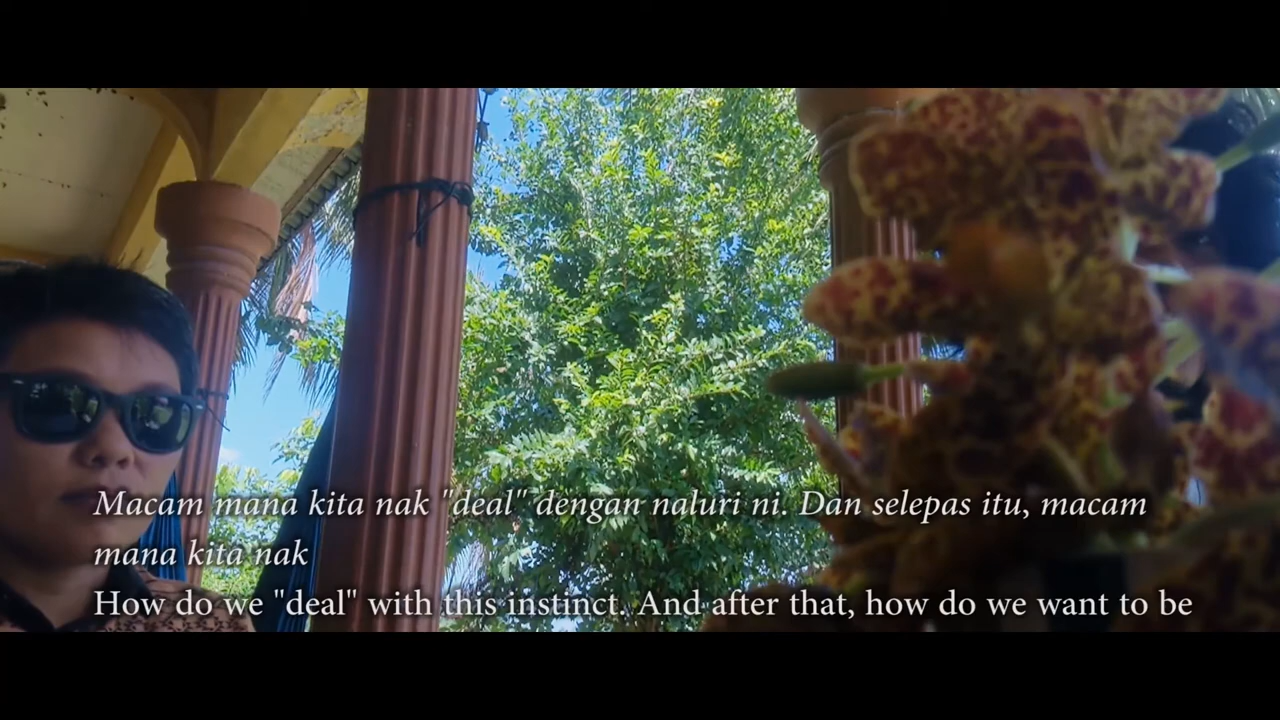 Macam mana kita nak "deal" dengan naluri ni. Dan selepas itu, macam
mana kita nak
How do we "deal" with this instinct. And after that, how do we want to be